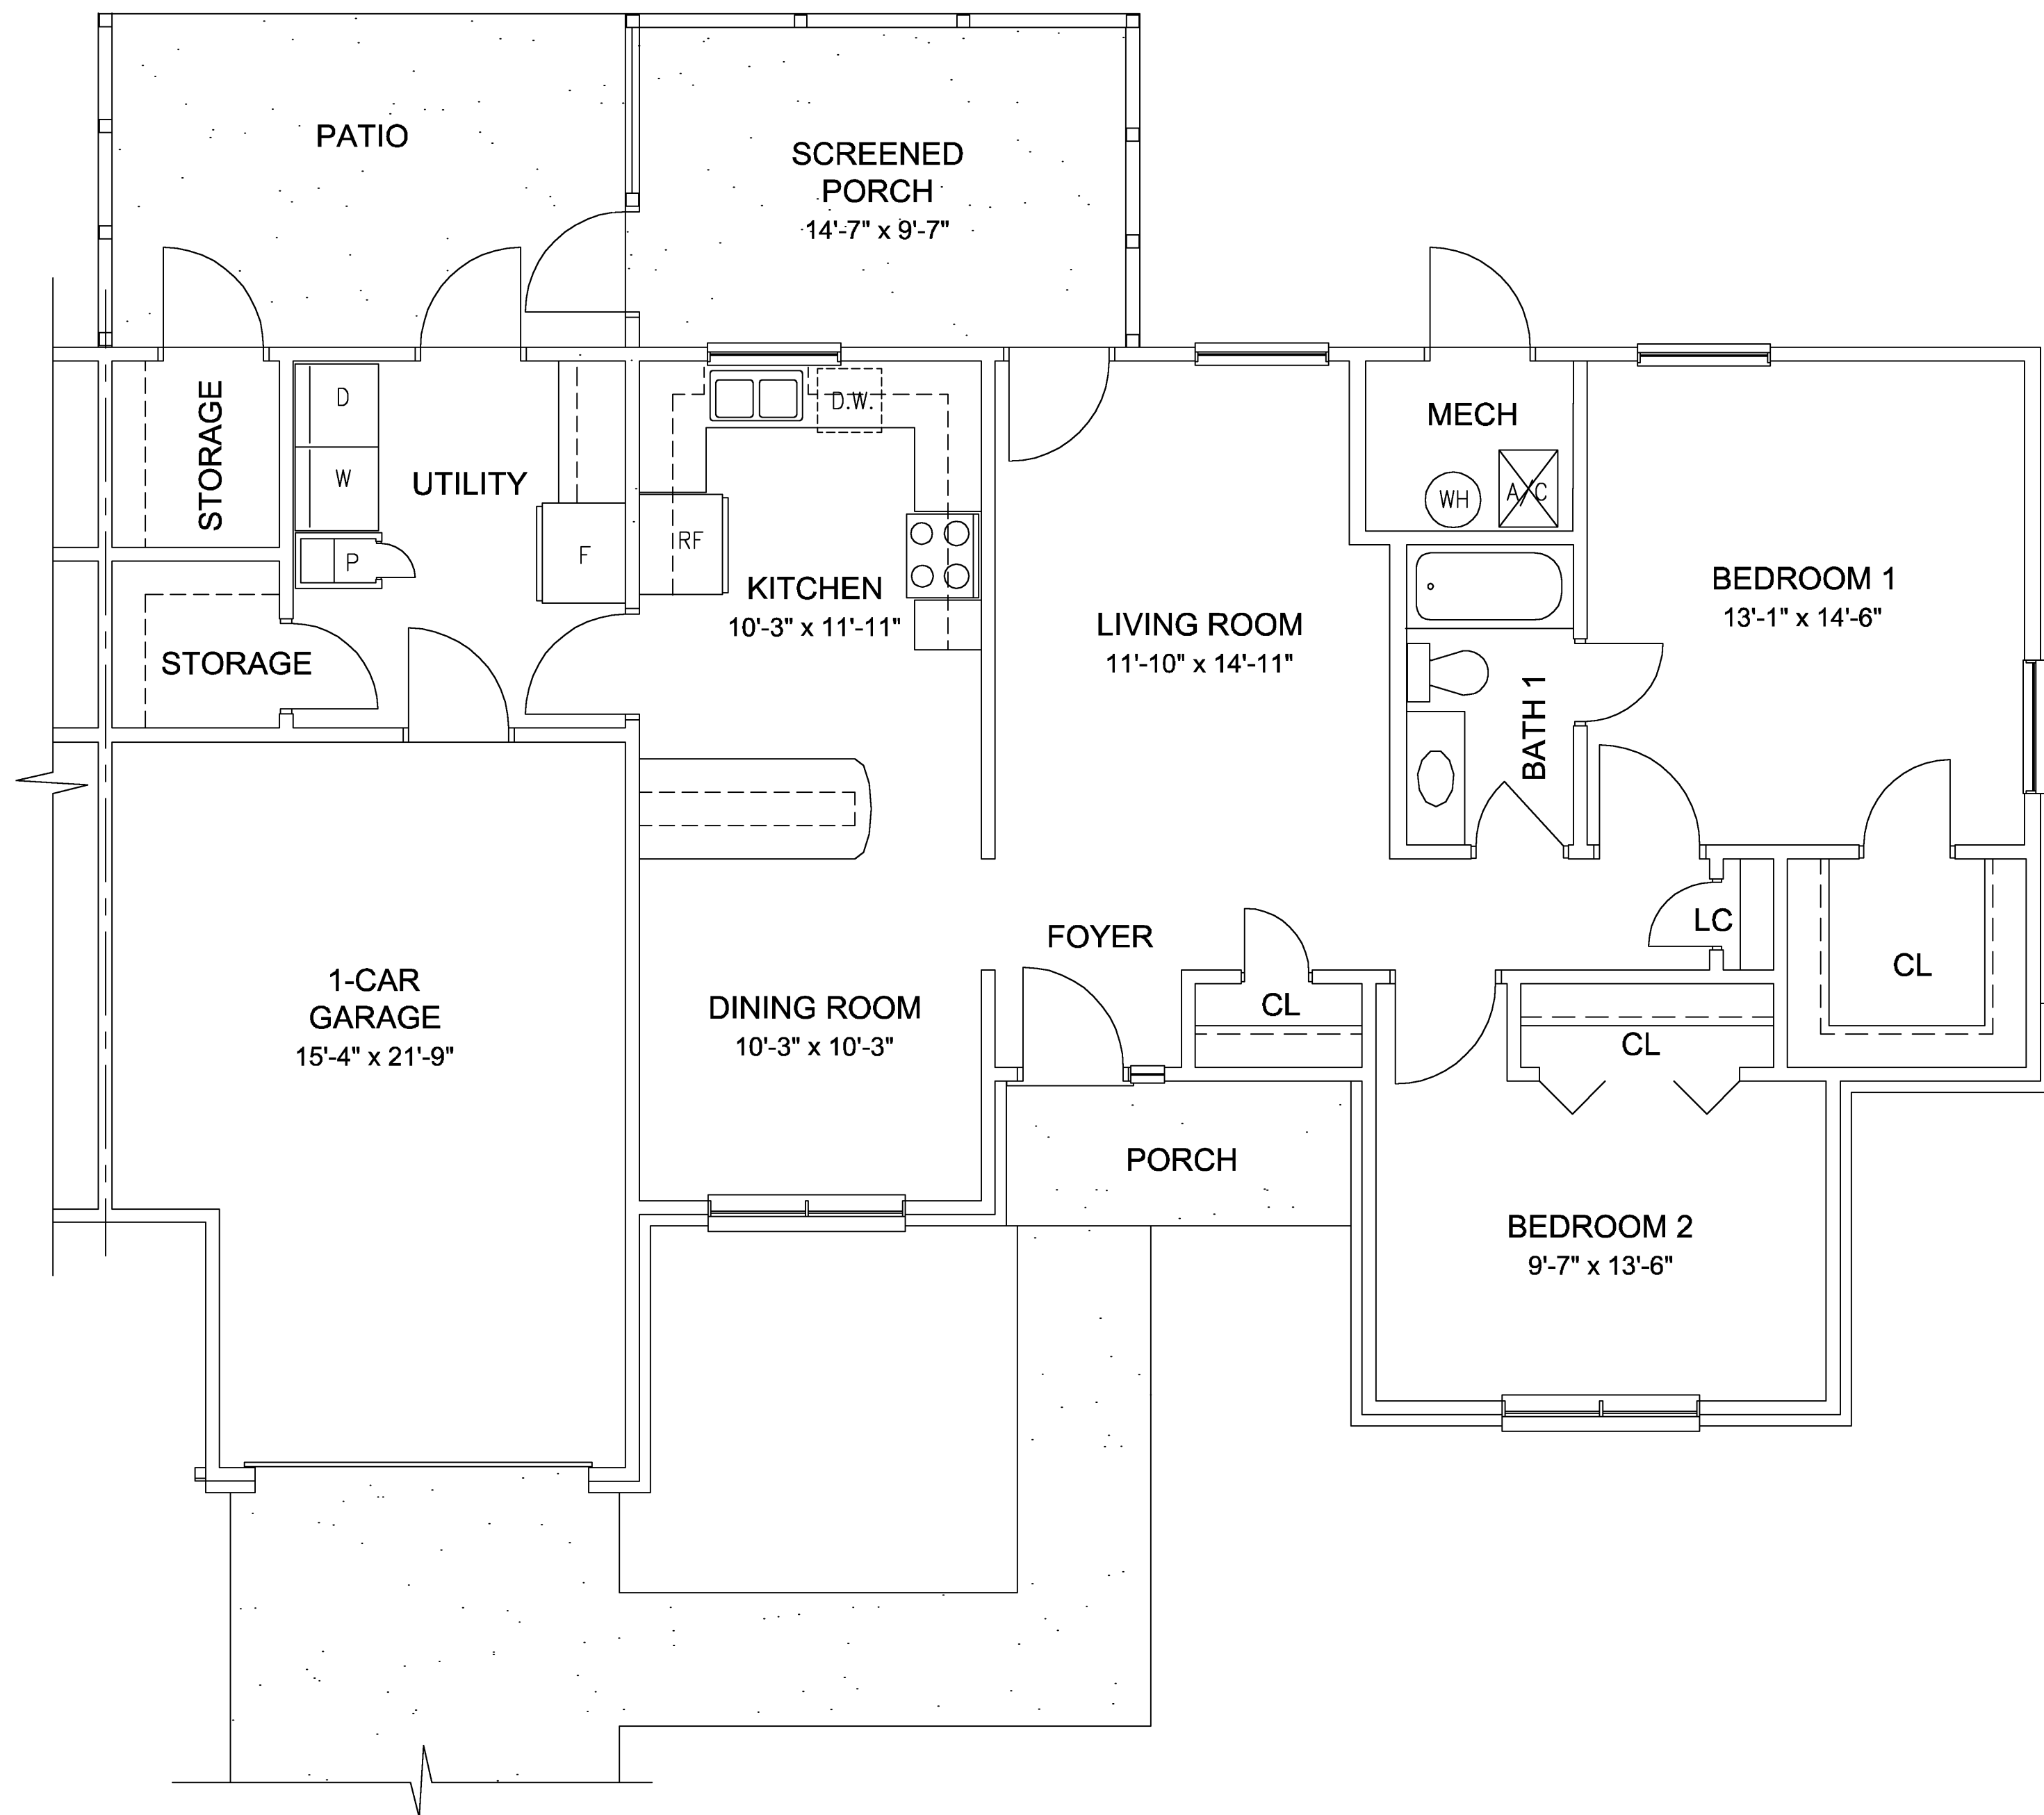 PATIO
SCREENED
PORCH
14'-7" x 9'-7"
STORAGE
D
W
P
UTILITY
F
RF
D.W.
KITCHEN
10'-3" x 11'-11"
STORAGE
LIVING ROOM
11'-10" x 14'-11"
MECH
WH
A/C
BATH 1
BEDROOM 1
13'-1" x 14'-6"
LC
CL
FOYER
CL
CL
1-CAR
GARAGE
15'-4" x 21'-9"
DINING ROOM
10'-3" x 10'-3"
PORCH
BEDROOM 2
9'-7" x 13'-6"